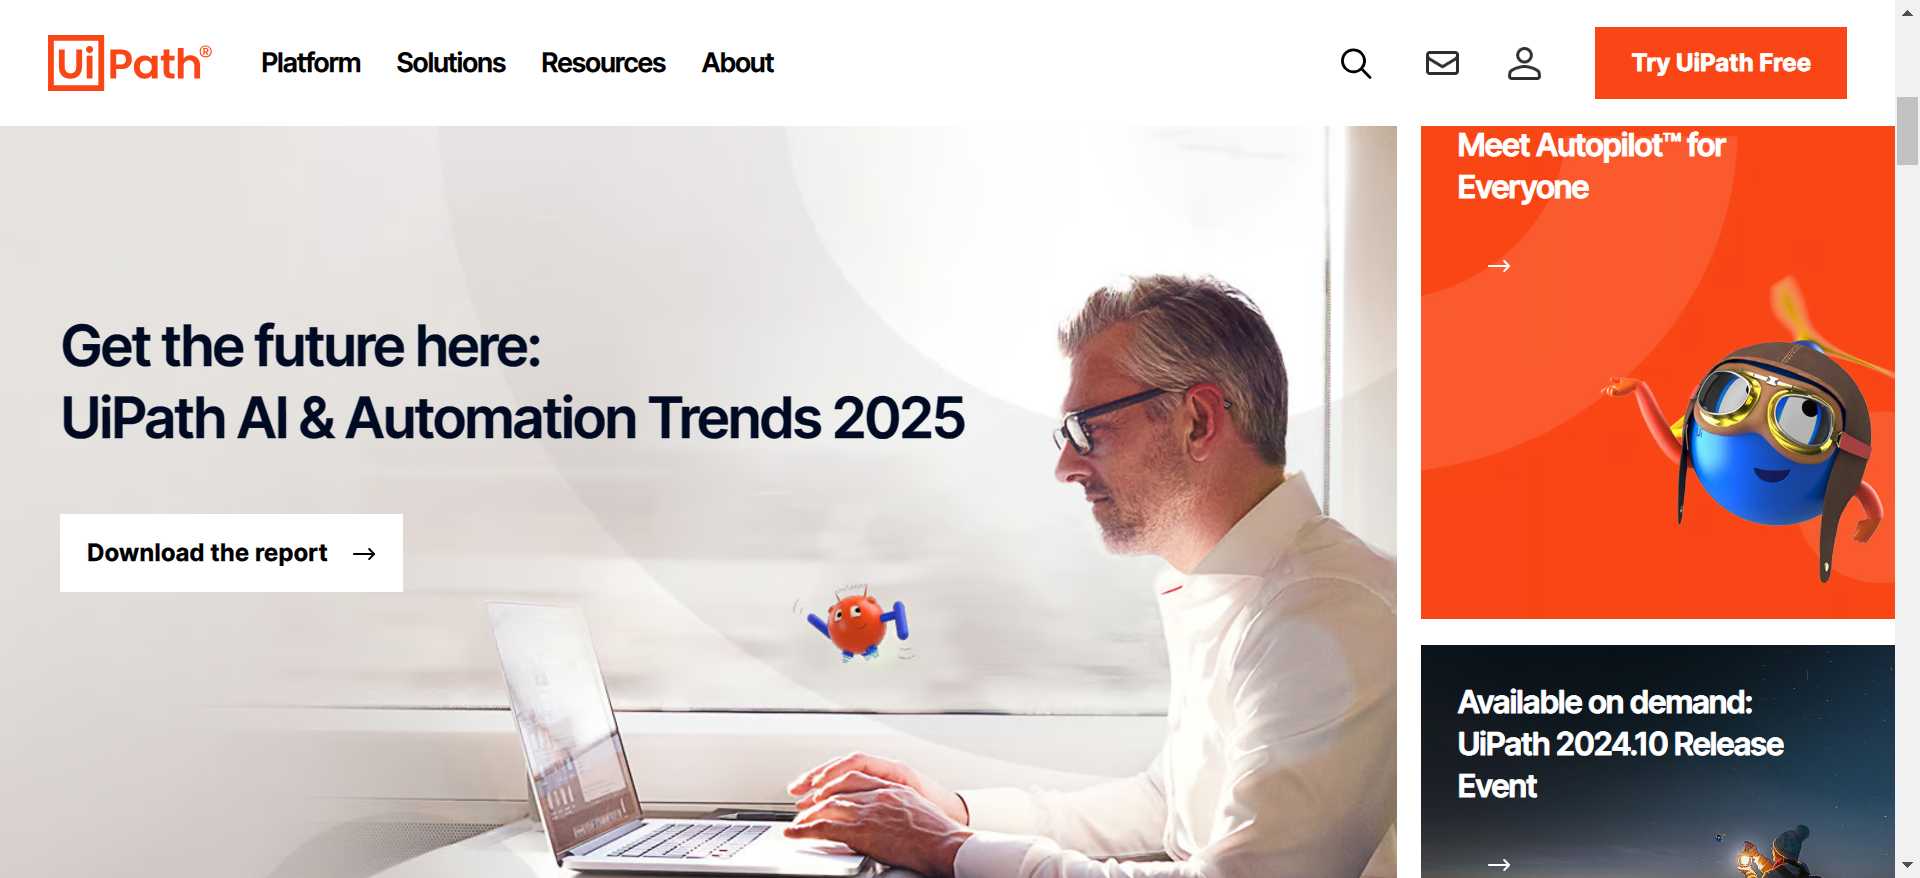 UiPath®
Platform
Solutions
Resources
About
Try UiPath Free
Get the future here:
UiPath AI & Automation Trends 2025
Download the report
Meet Autopilot™ for
Everyone
Available on demand:
UiPath 2024.10 Release
Event